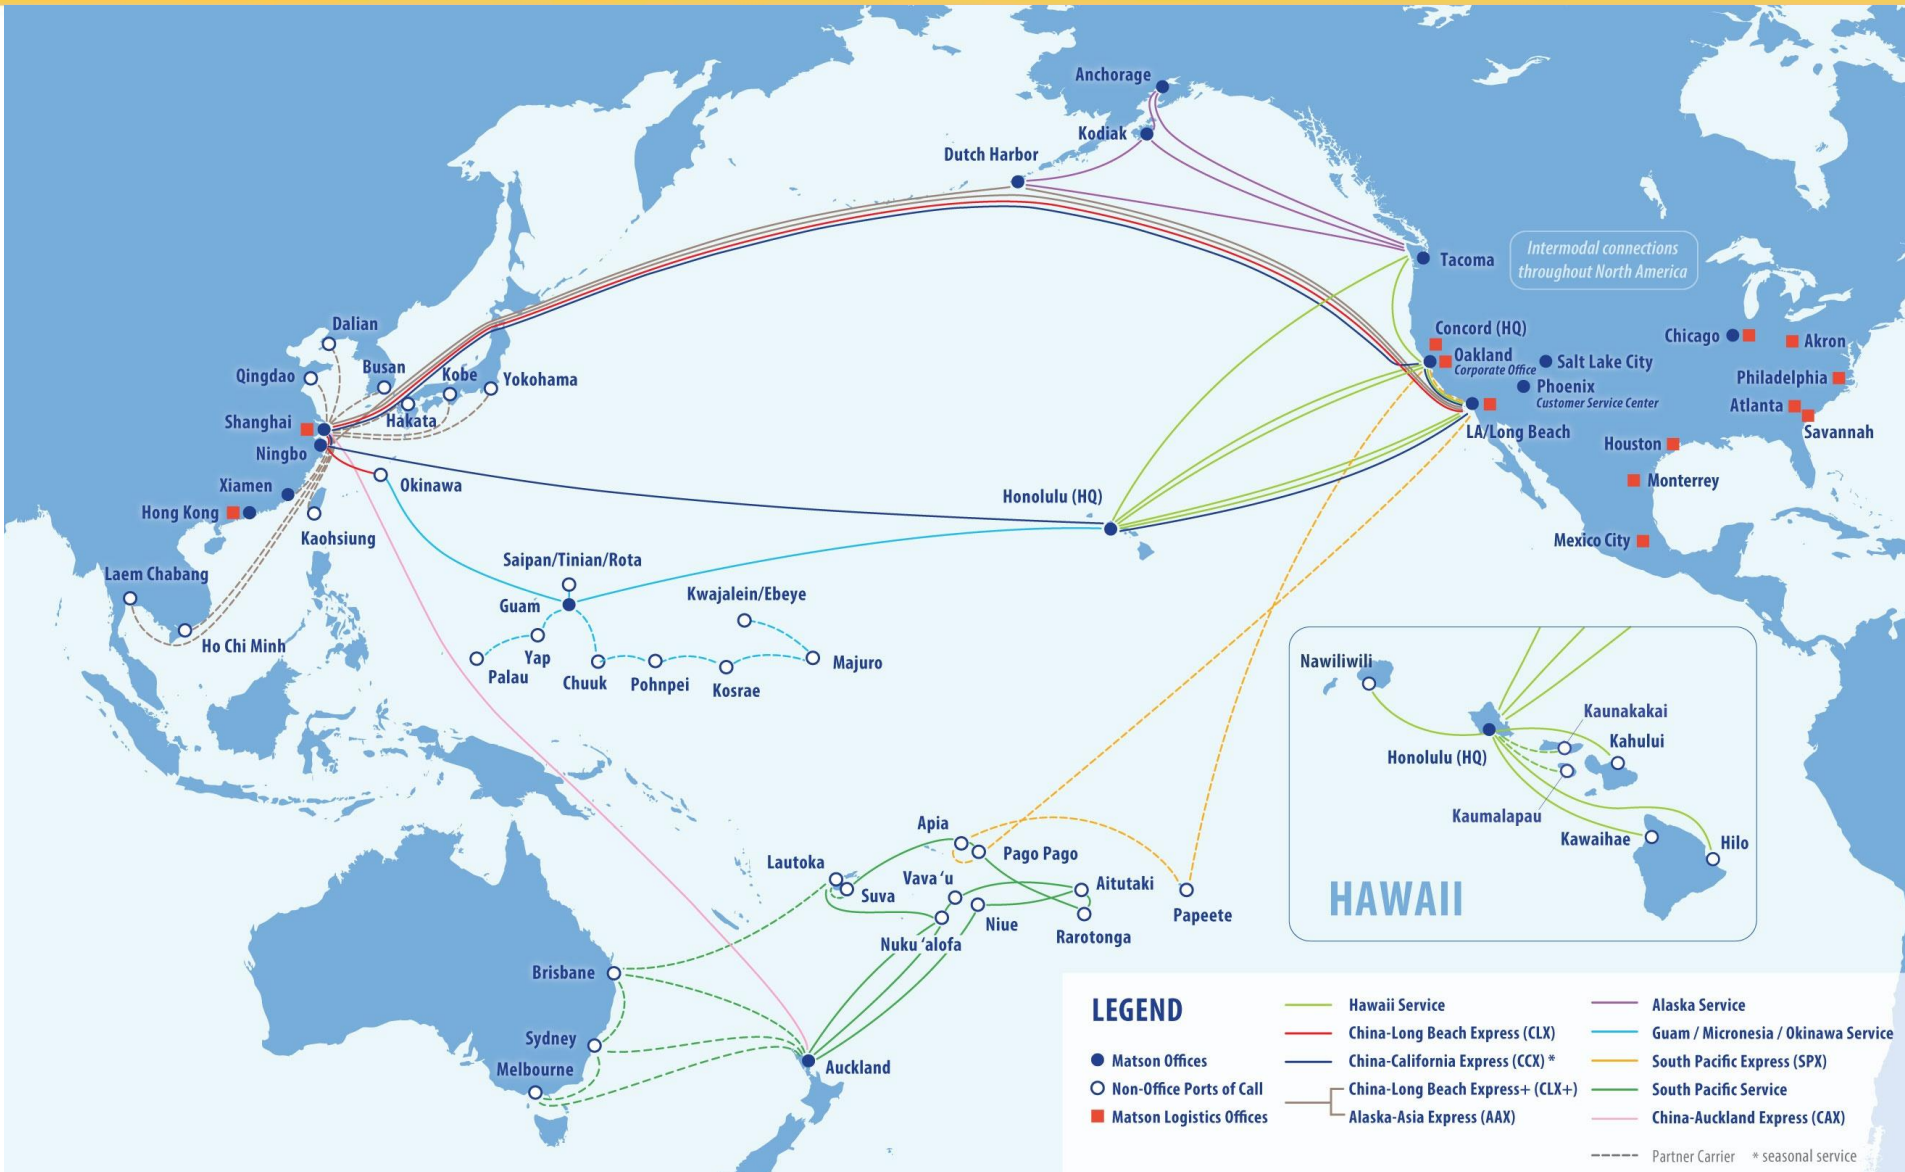 Anchorage
Kodiak
Dutch Harbor
Tacoma
Intermodal connections
throughout North America
Concord (HQ)
Oakland
Corporate Office
Salt Lake City
Phoenix
Customer Service Center
LA/Long Beach
Chicago
Akron
Philadelphia
Atlanta
Savannah
Houston
Monterrey
Mexico City
Dalian
Qingdao
Busan
Kobe
Yokohama
Shanghai
Hakata
Ningbo
Okinawa
Xiamen
Hong Kong
Kaohsiung
Laem Chabang
Ho Chi Minh
Honolulu (HQ)
Saipan/Tinian/Rota
Guam
Kwajalein/Ebeye
Yap
Palau
Chuuk
Pohnpei
Kosrae
Majuro
Apia
Pago Pago
Lautoka
Suva
Vava ‘u
Aitutaki
Niue
Nuku ‘alofa
Rarotonga
Papeete
Brisbane
Sydney
Melbourne
Auckland
Nawiliwili
Kaunakakai
Kahului
Honolulu (HQ)
Kaumalapau
Kawaihae
Hilo
HAWAII
LEGEND
Matson Offices
Non-Office Ports of Call
Matson Logistics Offices
Hawaii Service
China-Long Beach Express (CLX)
China-California Express (CCX) *
China-Long Beach Express+ (CLX+)
Alaska-Asia Express (AAX)
Alaska Service
Guam / Micronesia / Okinawa Service
South Pacific Express (SPX)
South Pacific Service
China-Auckland Express (CAX)
Partner Carrier * seasonal service